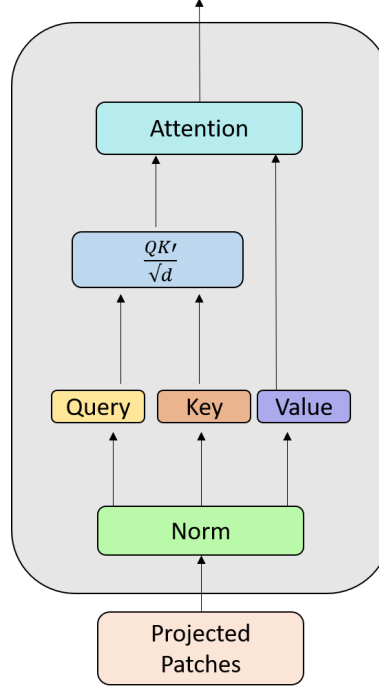 Attention
QK′
√d
Query Key Value
Norm
Projected
Patches